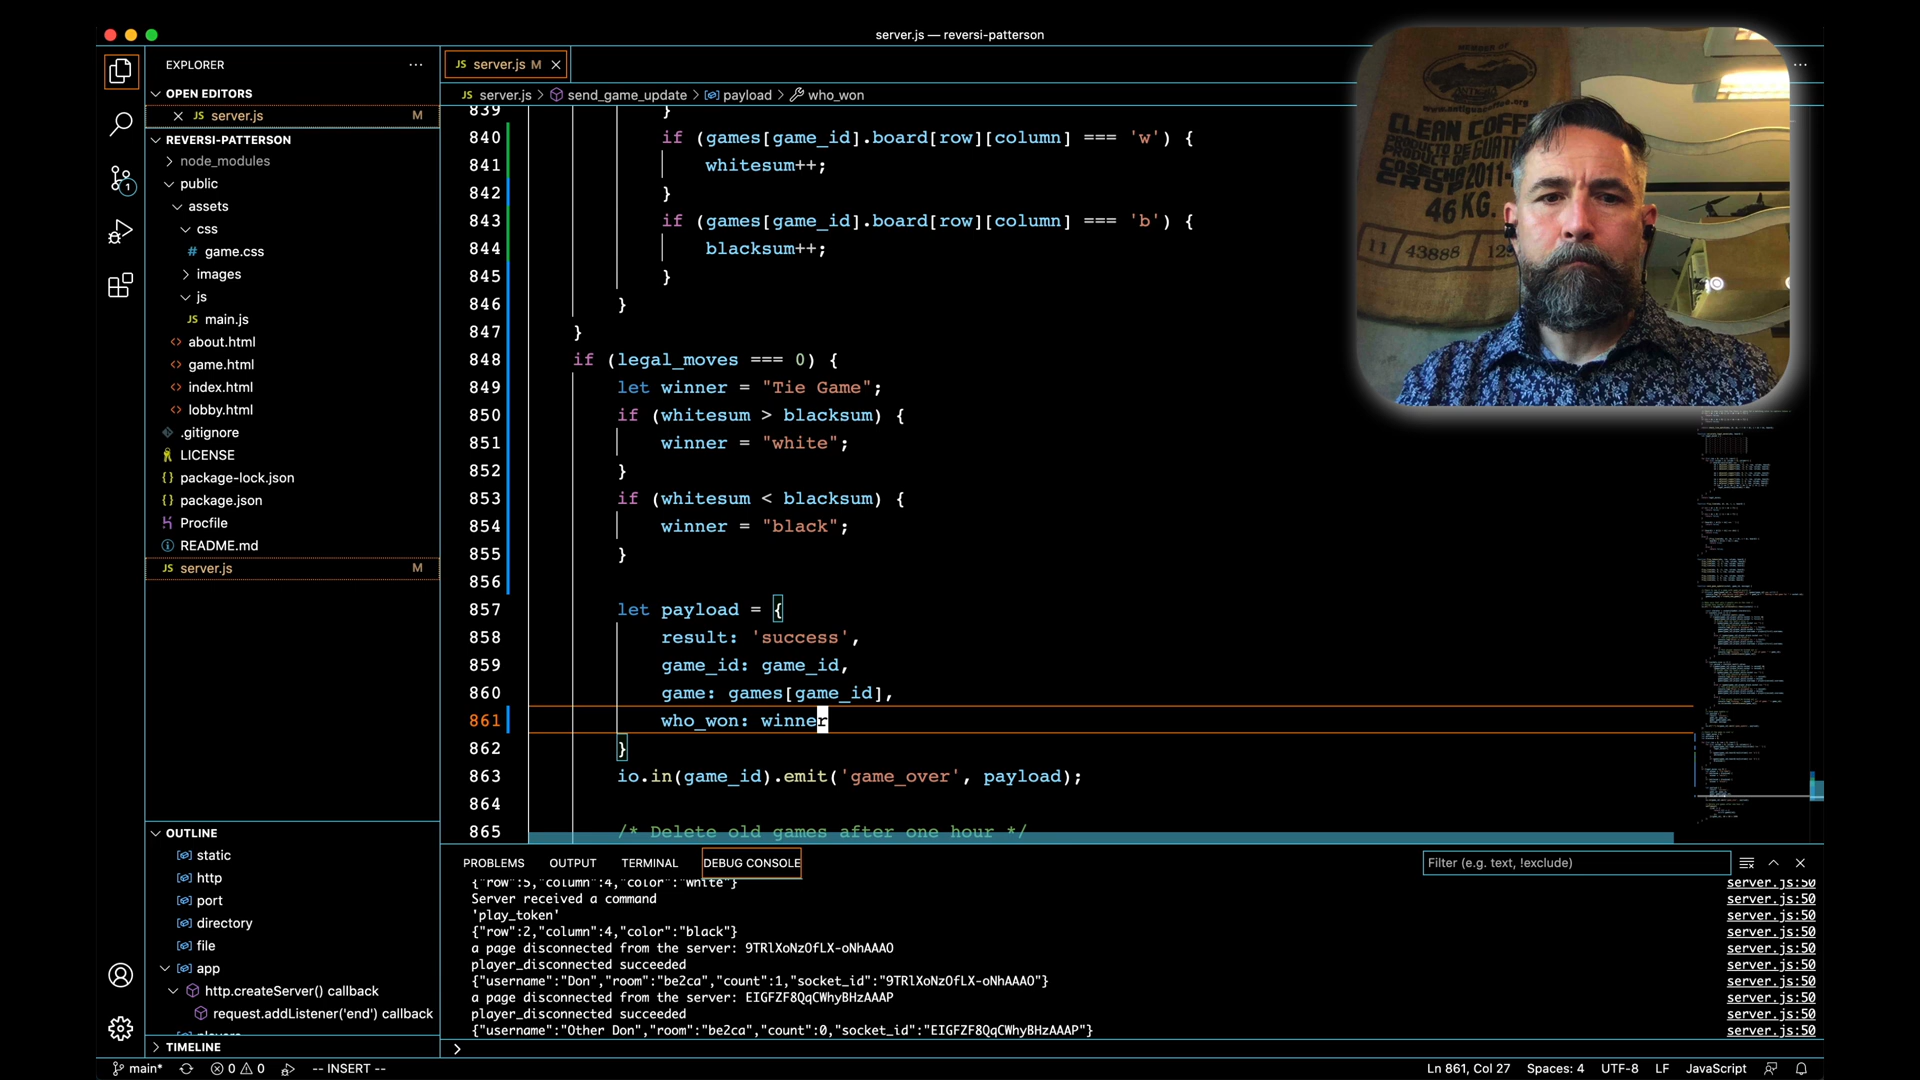 server.js — reversi-patterson
EXPLORER
OPEN EDITORS
JS server.js M
REVERSI-PATTERSON
node_modules
public
assets
css
# game.css
images
js
JS main.js
<> about.html
<> game.html
<> index.html
<> lobby.html
.gitignore
LICENSE
{} package-lock.json
{} package.json
Procfile
README.md
JS server.js M
OUTLINE
static
http
port
directory
file
app
http.createServer() callback
request.addListener('end') callback
TIMELINE
JS server.js M
JS server.js > send_game_update > payload > who_won
839 }
840 if (games[game_id].board[row][column] === 'w') {
841 whitesum++;
842 }
843 if (games[game_id].board[row][column] === 'b') {
844 blacksum++;
845 }
846 }
847 }
848 if (legal_moves === 0) {
849 let winner = "Tie Game";
850 if (whitesum > blacksum) {
851 winner = "white";
852 }
853 if (whitesum < blacksum) {
854 winner = "black";
855 }
856
857 let payload = {
858 result: 'success',
859 game_id: game_id,
860 game: games[game_id],
861 who_won: winner
862 }
863 io.in(game_id).emit('game_over', payload);
864
865 /* Delete old games after one hour */
MEMBER OF
CLEAN COFFE
PRODUCTO DE GUAT
COSECHA 2011-
46 KG.
11 43888
PROBLEMS OUTPUT TERMINAL DEBUG CONSOLE Filter (e.g. text, !exclude)
{"row":5,"column":4,"color":"white"} server.js:50
Server received a command server.js:50
'play_token' server.js:50
{"row":2,"column":4,"color":"black"} server.js:50
a page disconnected from the server: 9TRlXoNzOfLX-oNhAAAO server.js:50
player_disconnected succeeded server.js:50
{"username":"Don","room":"be2ca","count":1,"socket_id":"9TRlXoNzOfLX-oNhAAAO"} server.js:50
a page disconnected from the server: EIGFZF8QqCWhyBHzAAAP server.js:50
player_disconnected succeeded server.js:50
{"username":"Other Don","room":"be2ca","count":0,"socket_id":"EIGFZF8QqCWhyBHzAAAP"} server.js:50
main* 0 0 -- INSERT -- Ln 861, Col 27 Spaces: 4 UTF-8 LF JavaScript